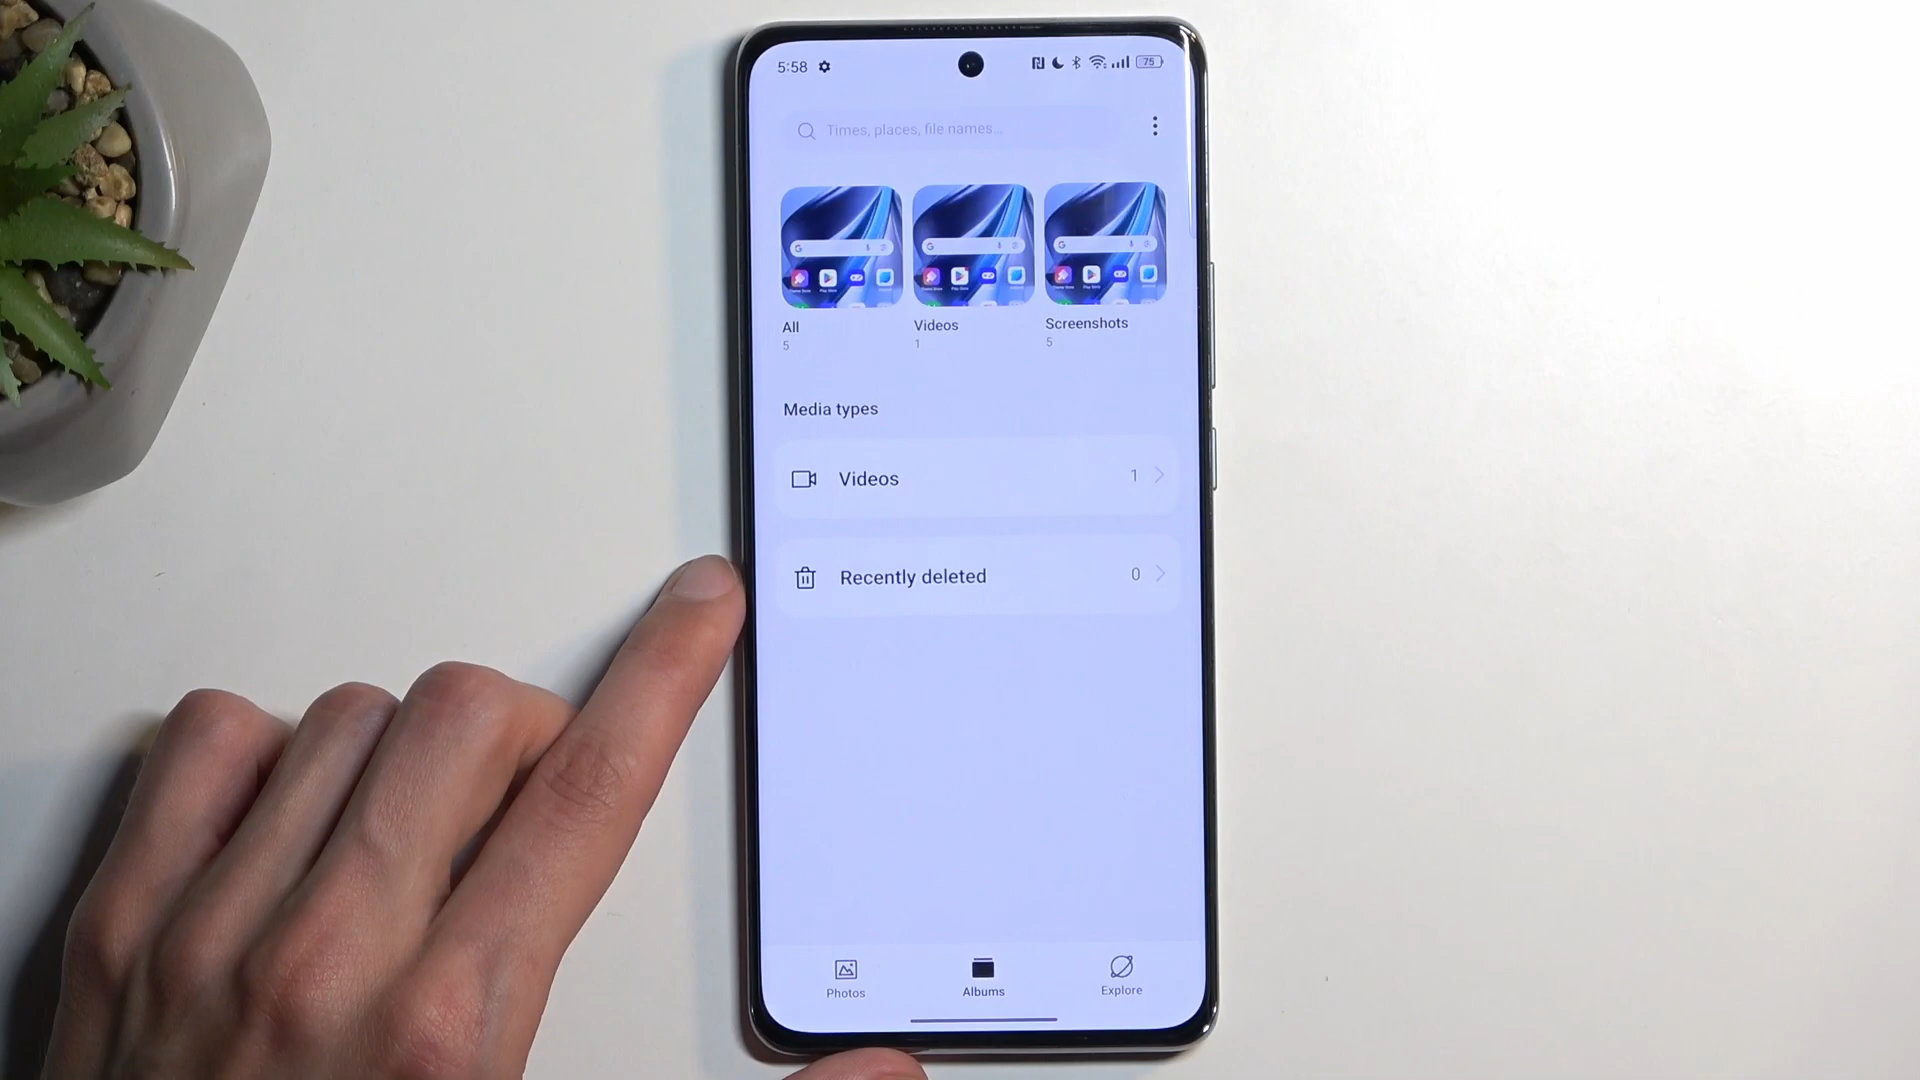 5:58
75
Times, places, file names...
All
5
Videos
1
Screenshots
5
Media types
Videos
1
Recently deleted
0
Photos
Albums
Explore